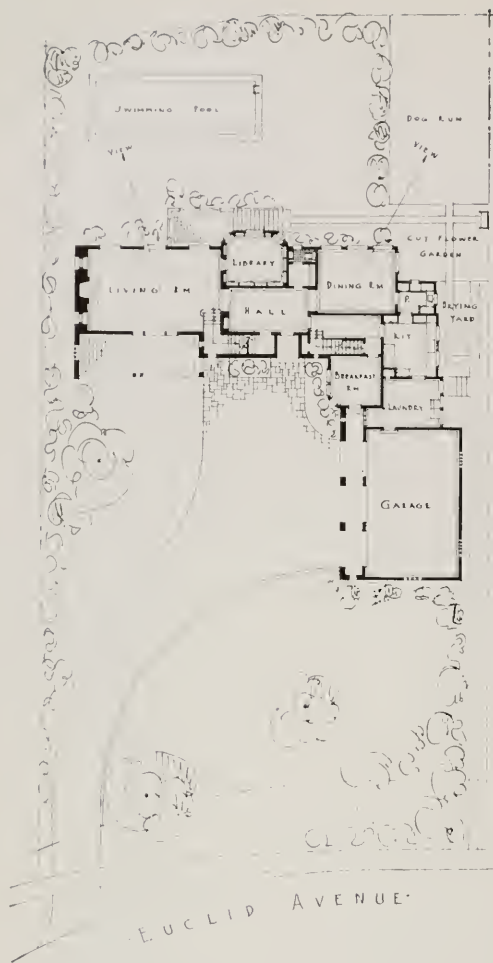 SWIMMING POOL
DOG RUN
VIEW
VIEW
CUT FLOWER
GARDEN
LIBRARY
LIVING RM
DINING RM
HALL
P.
DRYING
YARD
KIT
BREAKFAST
RM
LAUNDRY
GARAGE
EUCLID AVENUE.